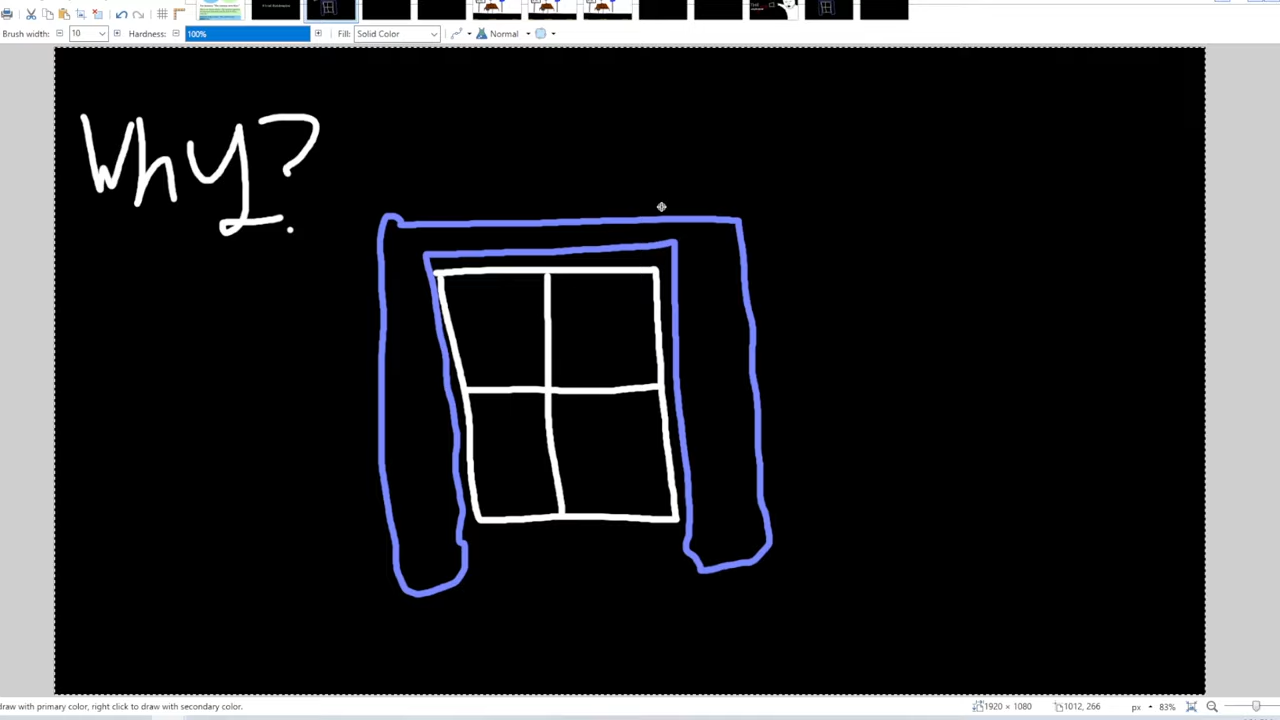 Brush width:
10
Hardness:
100%
Fill:
Solid Color
Normal
Why?
draw with primary color, right click to draw with secondary color.
1920 × 1080
1012, 266
px
83%